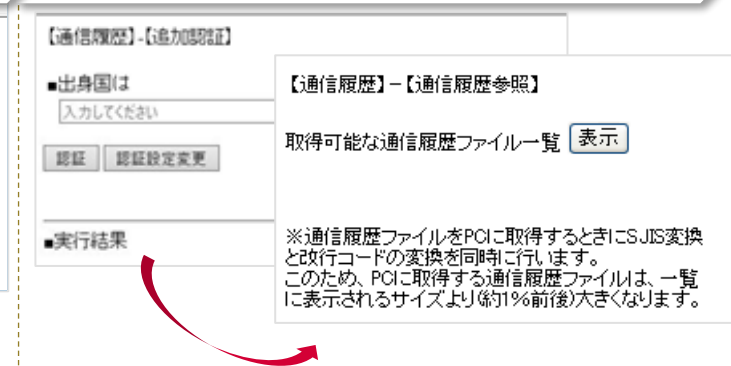 【通信履歴】-【追加認証】
■出身国は
入力してください
認証 認証設定変更
■実行結果
【通信履歴】－【通信履歴参照】
取得可能な通信履歴ファイル一覧 表示
※通信履歴ファイルをPCに取得するときにSJIS変換
と改行コードの変換を同時に行います。
このため、PCに取得する通信履歴ファイルは、一覧
に表示されるサイズより(約1%前後)大きくなります。